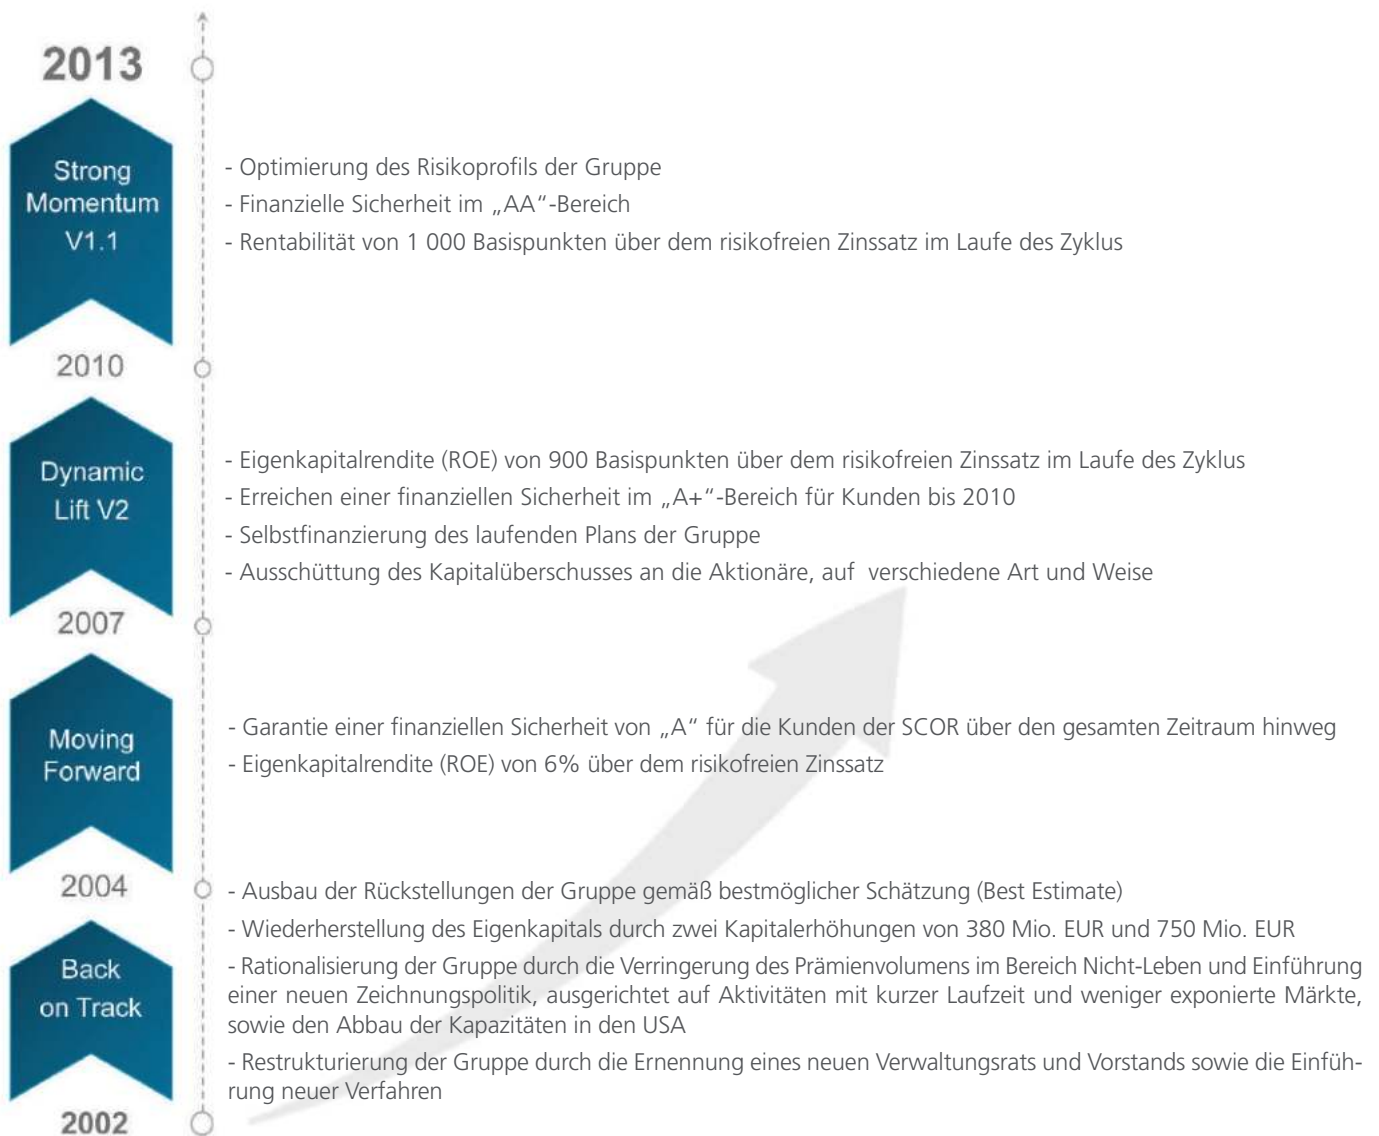 2013
Strong
Momentum
V1.1
- Optimierung des Risikoprofils der Gruppe
- Finanzielle Sicherheit im „AA“-Bereich
- Rentabilität von 1 000 Basispunkten über dem risikofreien Zinssatz im Laufe des Zyklus
2010
Dynamic
Lift V2
- Eigenkapitalrendite (ROE) von 900 Basispunkten über dem risikofreien Zinssatz im Laufe des Zyklus
- Erreichen einer finanziellen Sicherheit im „A+“-Bereich für Kunden bis 2010
- Selbstfinanzierung des laufenden Plans der Gruppe
- Ausschüttung des Kapitalüberschusses an die Aktionäre, auf verschiedene Art und Weise
2007
Moving
Forward
- Garantie einer finanziellen Sicherheit von „A“ für die Kunden der SCOR über den gesamten Zeitraum hinweg
- Eigenkapitalrendite (ROE) von 6% über dem risikofreien Zinssatz
2004
Back
on Track
- Ausbau der Rückstellungen der Gruppe gemäß bestmöglicher Schätzung (Best Estimate)
- Wiederherstellung des Eigenkapitals durch zwei Kapitalerhöhungen von 380 Mio. EUR und 750 Mio. EUR
- Rationalisierung der Gruppe durch die Verringerung des Prämienvolumens im Bereich Nicht-Leben und Einführung
einer neuen Zeichnungspolitik, ausgerichtet auf Aktivitäten mit kurzer Laufzeit und weniger exponierte Märkte,
sowie den Abbau der Kapazitäten in den USA
- Restrukturierung der Gruppe durch die Ernennung eines neuen Verwaltungsrats und Vorstands sowie die Einfüh-
rung neuer Verfahren
2002